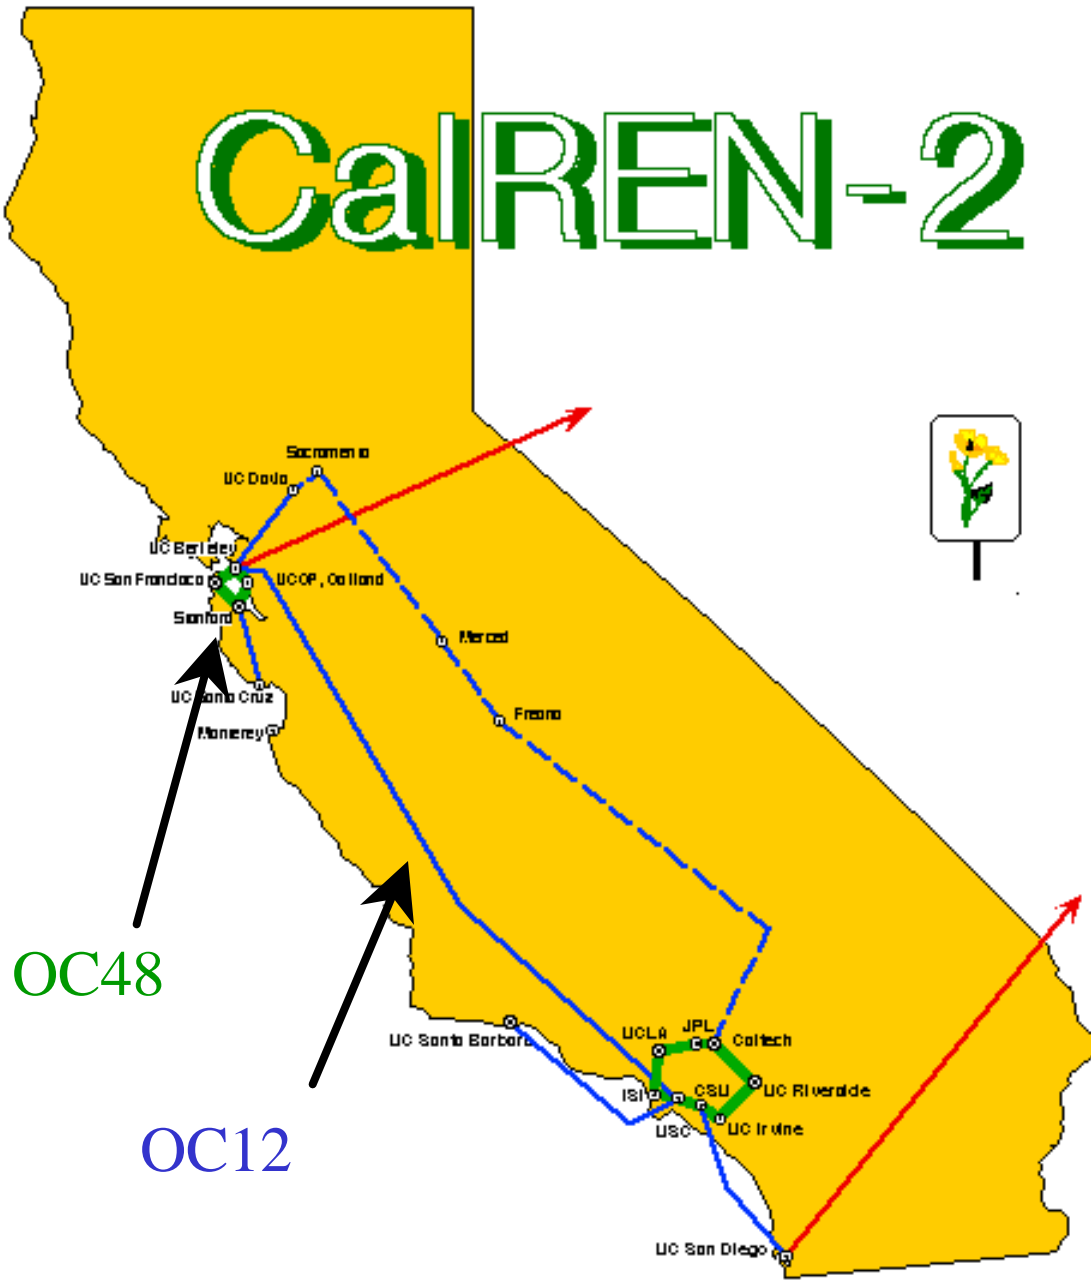 CalREN-2
Sacramento
UC Davis
UC Berkeley
UC San Francisco
UCOP, Oakland
Stanford
Merced
UC Santa Cruz
Fresno
Monterey
OC48
UC Santa Barbara
UCLA
JPL
Caltech
ISI
CSU
UC Riverside
USC
UC Irvine
OC12
UC San Diego